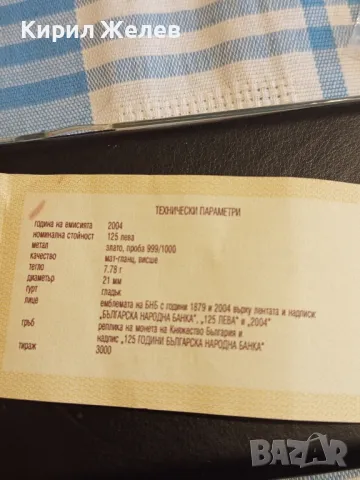 Кирил Желев
ТЕХНИЧЕСКИ ПАРАМЕТРИ
година на емисията 2004
номинална стойност 125 лева
метал злато, проба 999/1000
качество мат-гланц, висше
тегло 7.78 г
диаметър 21 мм
гурт гладък
лице емблемата на БНБ с години 1879 и 2004 върху лентата и надписи
„БЪЛГАРСКА НАРОДНА БАНКА", „125 ЛЕВА" и „2004"
гръб реплика на монета на Княжество България и
надпис „125 ГОДИНИ БЪЛГАРСКА НАРОДНА БАНКА"
тираж 3000
BAZAR